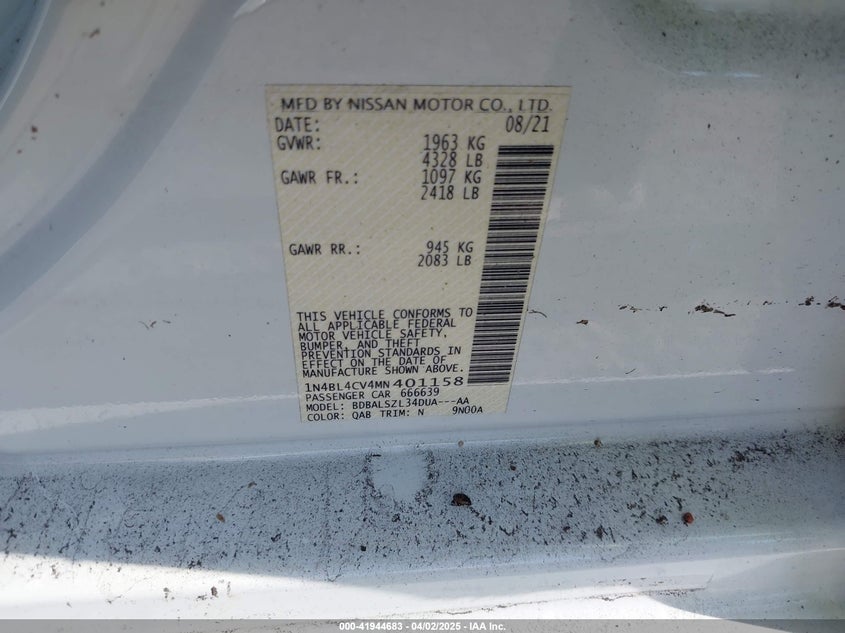 MFD BY NISSAN MOTOR CO., LTD.
DATE: 08/21
GVWR: 1963 KG
4328 LB
GAWR FR.: 1097 KG
2418 LB
GAWR RR.: 945 KG
2083 LB
THIS VEHICLE CONFORMS TO
ALL APPLICABLE FEDERAL
MOTOR VEHICLE SAFETY,
BUMPER, AND THEFT
PREVENTION STANDARDS IN
EFFECT ON THE DATE OF
MANUFACTURE SHOWN ABOVE.
1N4BL4CV4MN401158
PASSENGER CAR 666639
MODEL: BDBALSZL34DUA---AA
COLOR: QAB TRIM: N 9N00A
000-41944683 - 04/02/2025 - IAA Inc.